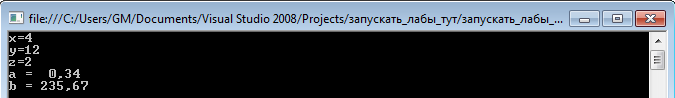 file:///C:/Users/GM/Documents/Visual Studio 2008/Projects/запускать_лабы_тут/запускать_лабы_...
x=4
y=12
z=2
a =  0,34
b = 235,67